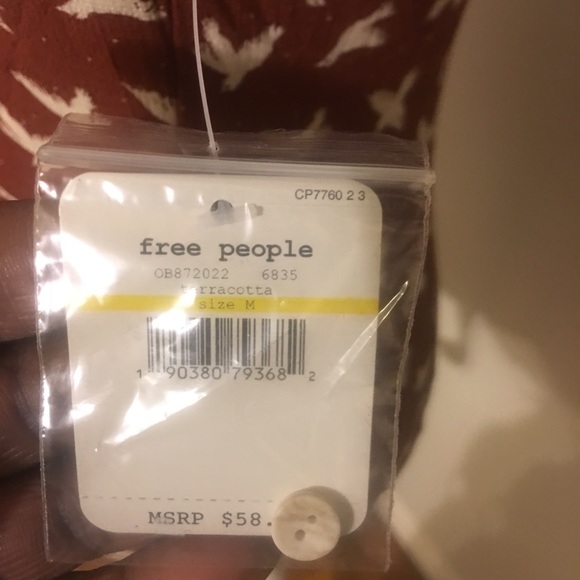 CP7760 2 3
free people
OB872022 6835
terracotta
size M
1 90380 79368 2
MSRP $58.